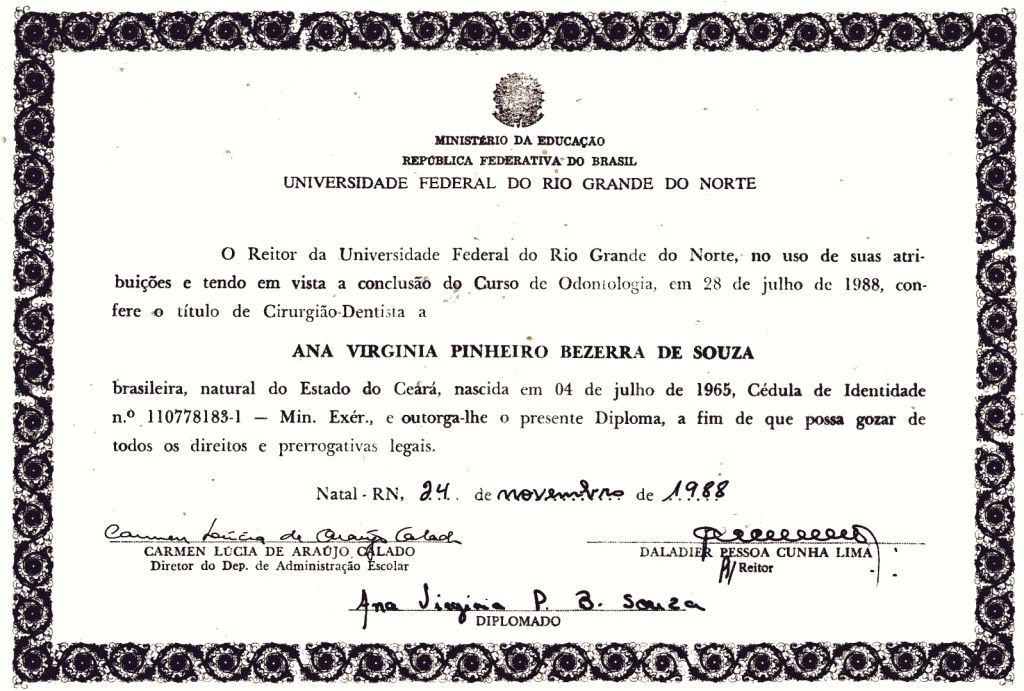 MINISTÉRIO DA EDUCAÇÃO
REPÚBLICA FEDERATIVA DO BRASIL
UNIVERSIDADE FEDERAL DO RIO GRANDE DO NORTE
O Reitor da Universidade Federal do Rio Grande do Norte, no uso de suas atri-
buições e tendo em vista a conclusão do Curso de Odontologia, em 28 de julho de 1988, con-
fere o título de Cirurgião-Dentista a
ANA VIRGINIA PINHEIRO BEZERRA DE SOUZA
brasileira, natural do Estado do Ceará, nascida em 04 de julho de 1965, Cédula de Identidade
n.º 110778183-1 — Min. Exér., e outorga-lhe o presente Diploma, a fim de que possa gozar de
todos os direitos e prerrogativas legais.
Natal - RN, 24 de novembro de 1988
Carmen Lúcia de Araújo Calado
CARMEN LÚCIA DE ARAÚJO CALADO
Diretor do Dep. de Administração Escolar
DALADIER PESSOA CUNHA LIMA
P/ Reitor
Ana Virginia P. B. Souza
DIPLOMADO